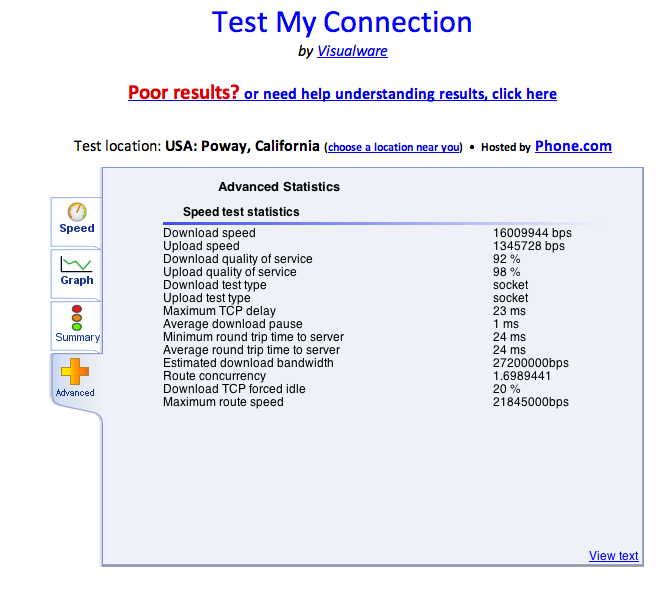 Test My Connection
by Visualware
Poor results? or need help understanding results, click here
Test location: USA: Poway, California (choose a location near you) • Hosted by Phone.com
Advanced Statistics
Speed test statistics
Speed
Graph
Summary
Advanced
Download speed 16009944 bps
Upload speed 1345728 bps
Download quality of service 92 %
Upload quality of service 98 %
Download test type socket
Upload test type socket
Maximum TCP delay 23 ms
Average download pause 1 ms
Minimum round trip time to server 24 ms
Average round trip time to server 24 ms
Estimated download bandwidth 27200000bps
Route concurrency 1.6989441
Download TCP forced idle 20 %
Maximum route speed 21845000bps
View text